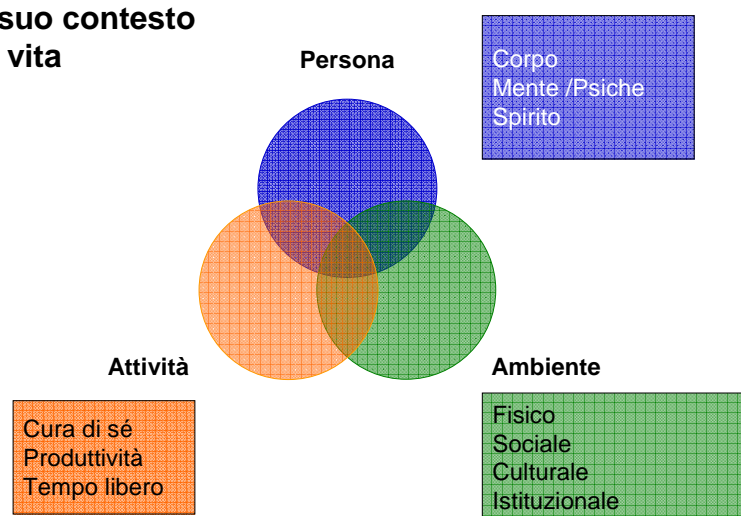 suo contesto
vita
Persona
Corpo
Mente /Psiche
Spirito
Attività
Ambiente
Cura di sé
Produttività
Tempo libero
Fisico
Sociale
Culturale
Istituzionale